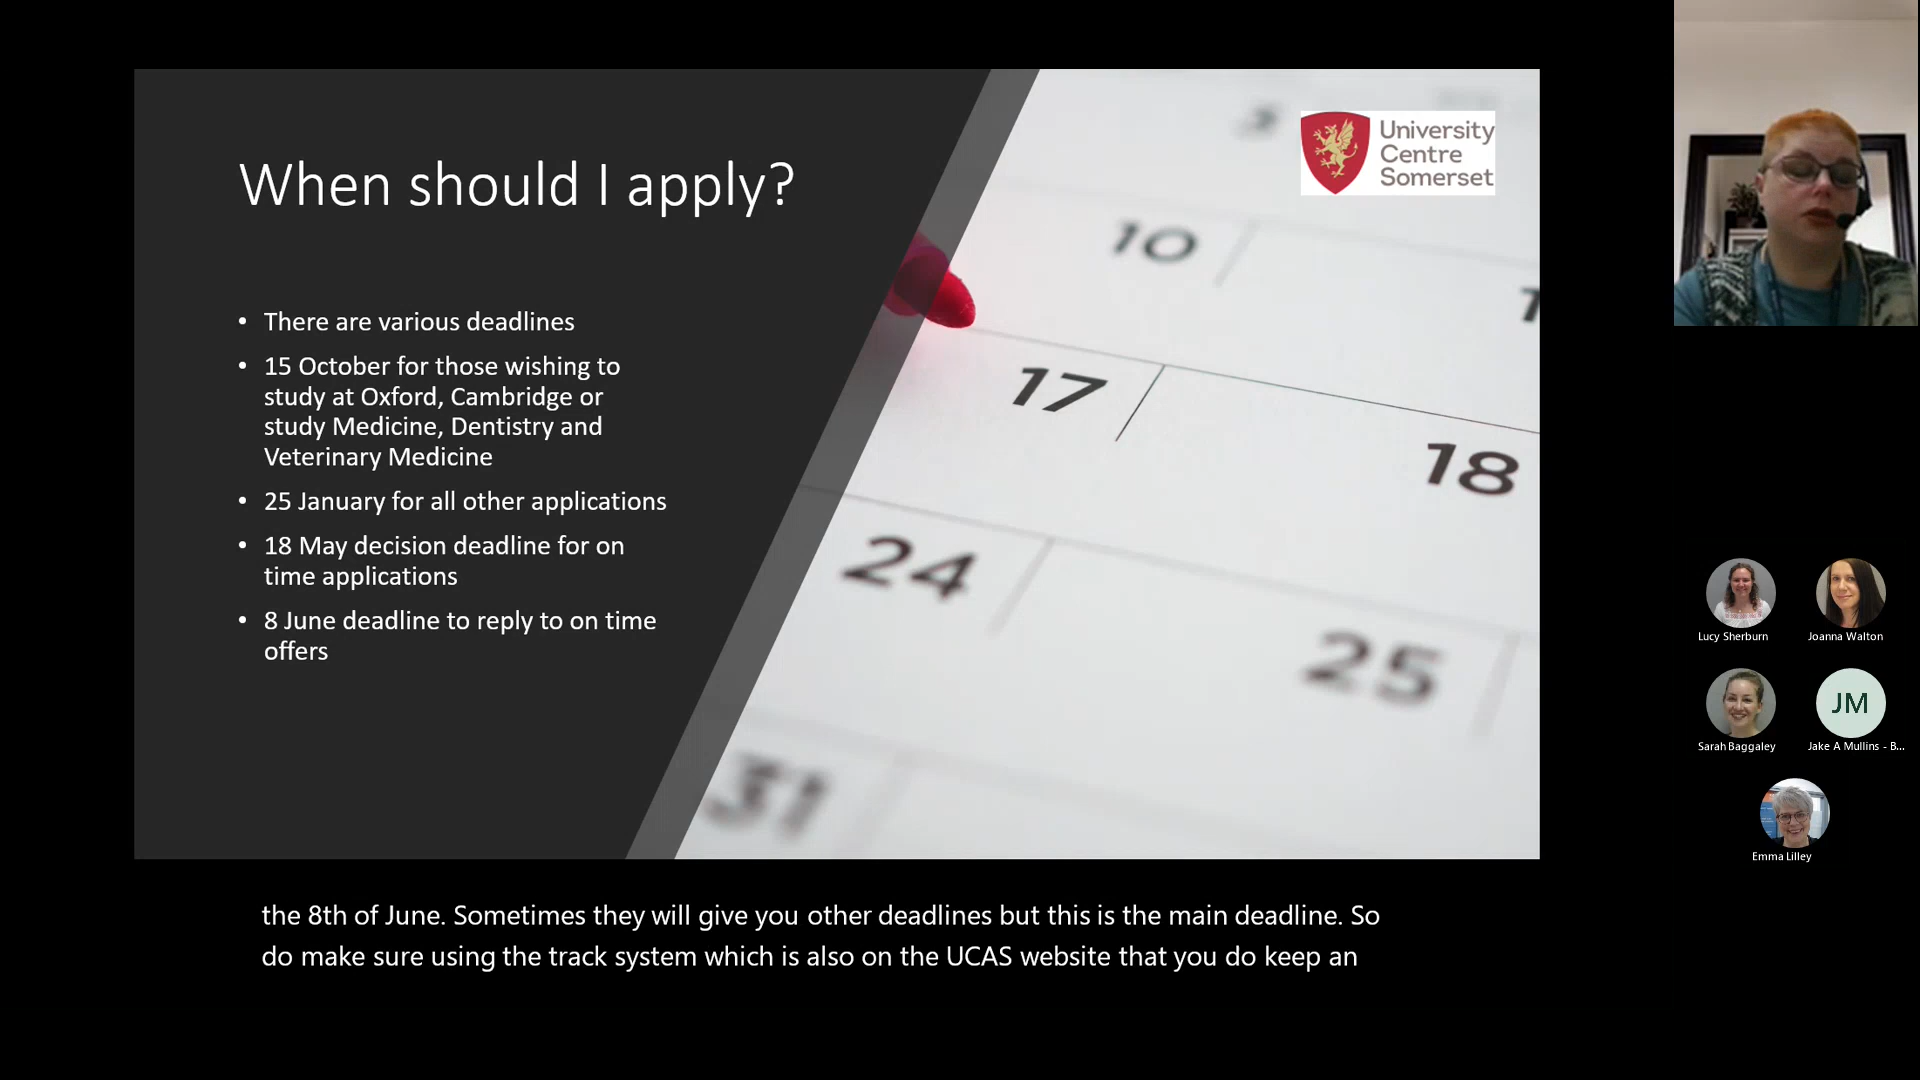 When should I apply?
• There are various deadlines
• 15 October for those wishing to
study at Oxford, Cambridge or
study Medicine, Dentistry and
Veterinary Medicine
• 25 January for all other applications
• 18 May decision deadline for on
time applications
• 8 June deadline to reply to on time
offers
University
Centre
Somerset
10
17
18
24
25
31
Lucy Sherburn
Joanna Walton
Sarah Baggaley
JM
Jake A Mullins - B...
Emma Lilley
the 8th of June. Sometimes they will give you other deadlines but this is the main deadline. So
do make sure using the track system which is also on the UCAS website that you do keep an